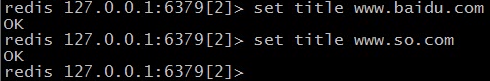 redis 127.0.0.1:6379[2]> set title www.baidu.com
OK
redis 127.0.0.1:6379[2]> set title www.so.com
OK
redis 127.0.0.1:6379[2]>